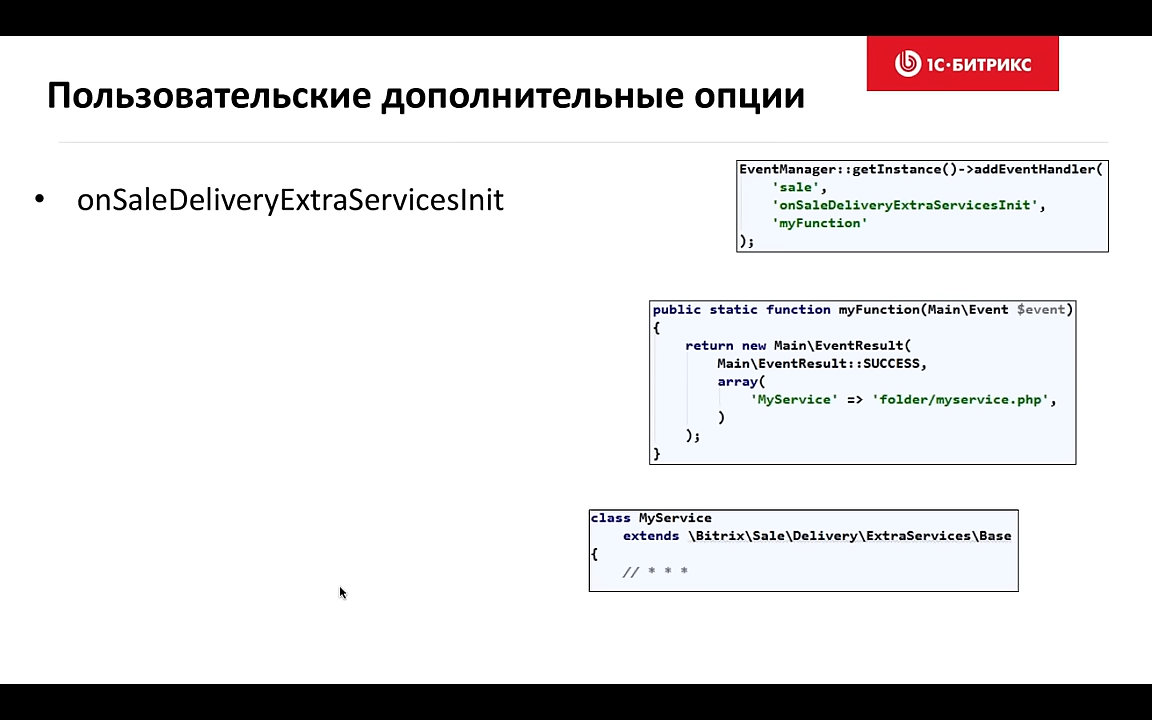 1С·БИТРИКС
Пользовательские дополнительные опции
• onSaleDeliveryExtraServicesInit
EventManager::getInstance()->addEventHandler(
'sale',
'onSaleDeliveryExtraServicesInit',
'myFunction'
);
public static function myFunction(Main\Event $event)
{
return new Main\EventResult(
Main\EventResult::SUCCESS,
array(
'MyService' => 'folder/myservice.php',
)
);
}
class MyService
extends \Bitrix\Sale\Delivery\ExtraServices\Base
{
// * * *